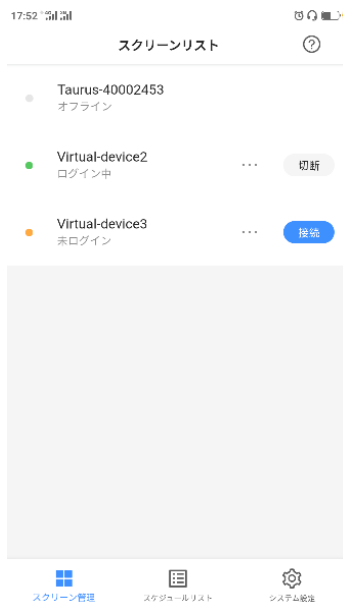 17:52
スクリーンリスト
Taurus-40002453
オフライン
Virtual-device2
ログイン中
切断
Virtual-device3
未ログイン
接続
スクリーン管理
スケジュールリスト
システム設定